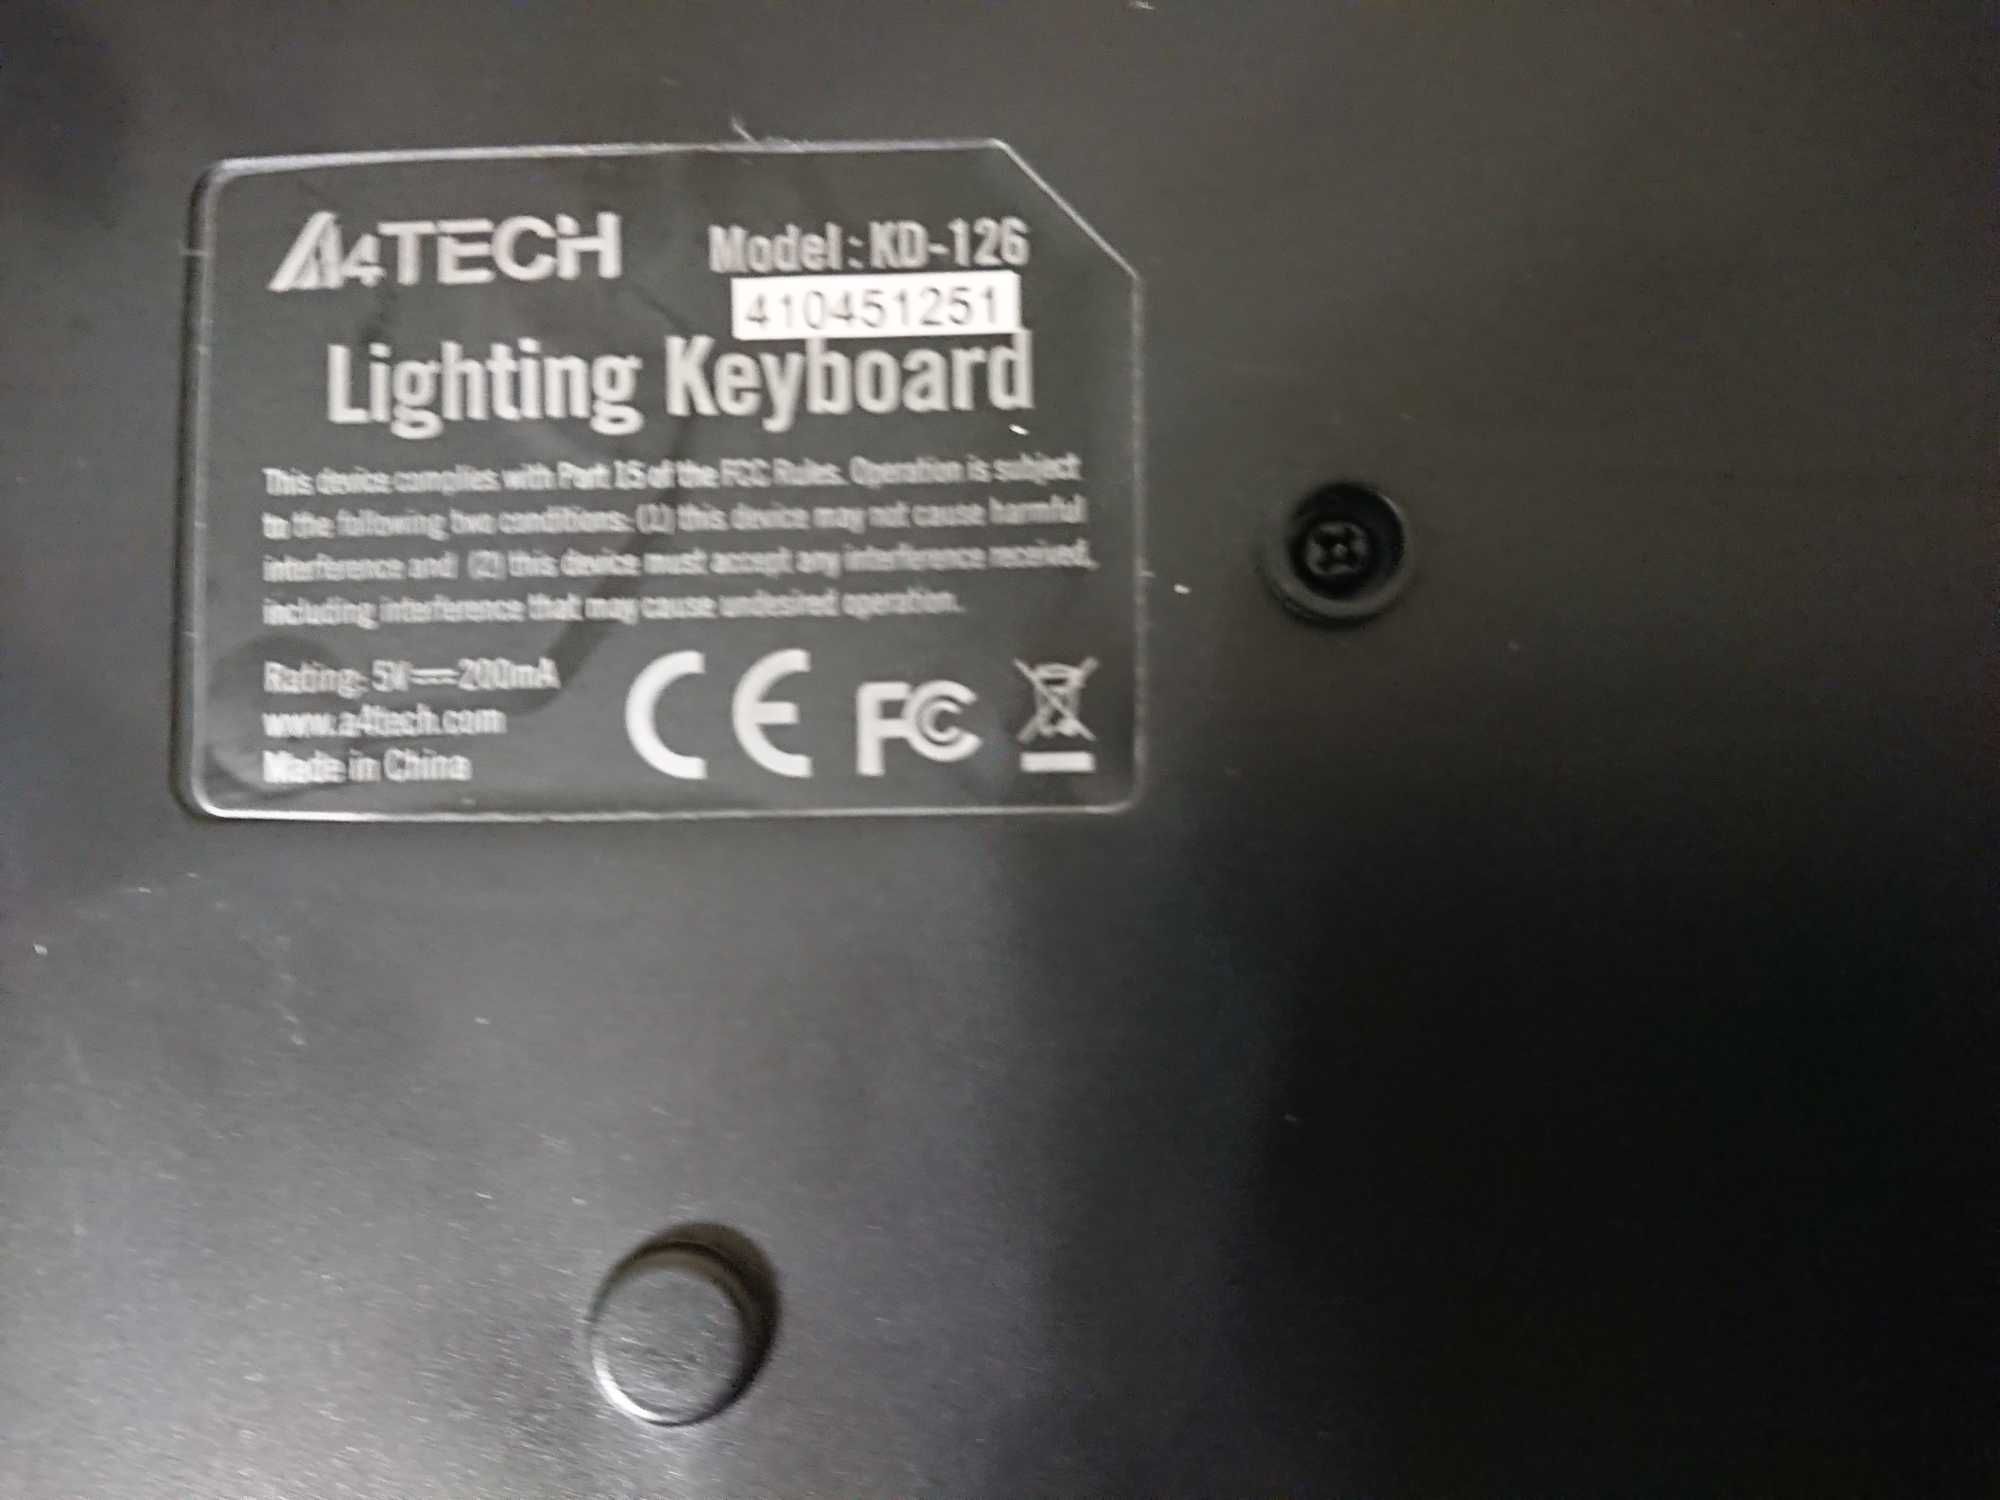 A4TECH Model: KD-126
410451251
Lighting Keyboard
This device complies with Part 15 of the FCC Rules. Operation is subject
to the following two conditions: (1) this device may not cause harmful
interference and (2) this device must accept any interference received,
including interference that may cause undesired operation.
Rating: 5V⎓200mA
www.a4tech.com
Made in China
CE FC